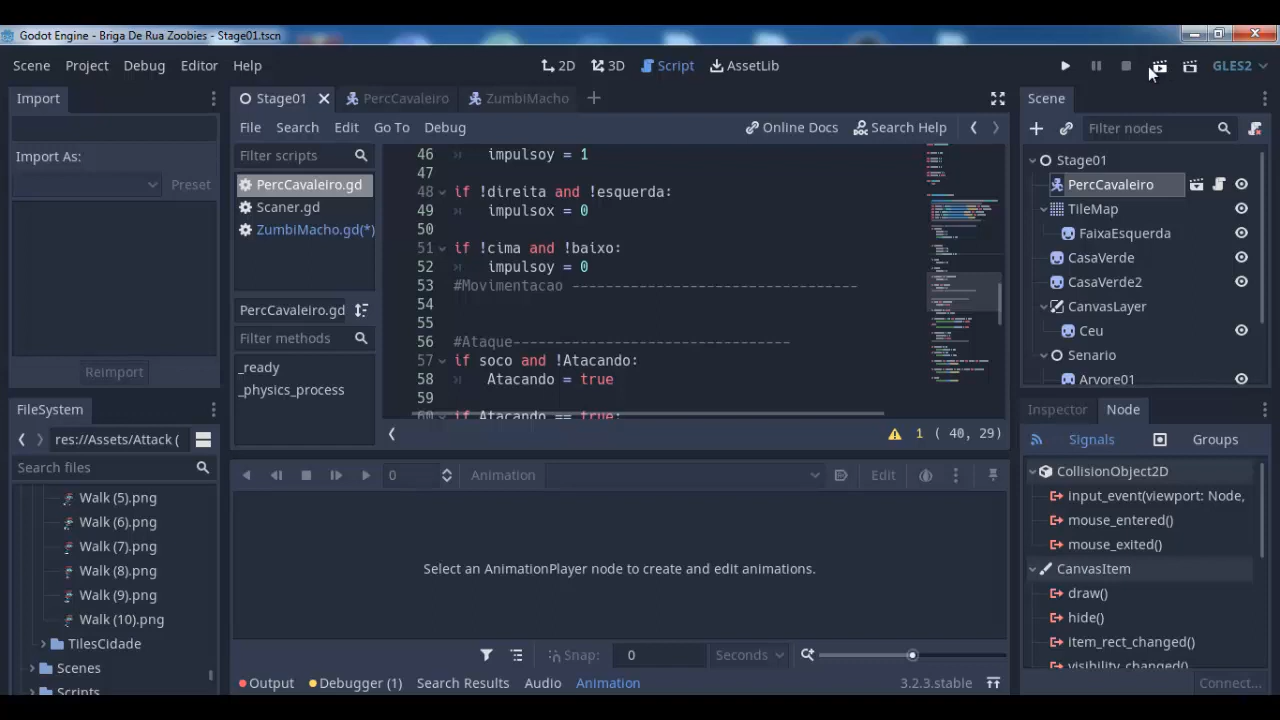 Godot Engine - Briga De Rua Zoobies - Stage01.tscn
Scene Project Debug Editor Help
2D 3D Script AssetLib
GLES2
Import
Import As:
Preset
Reimport
FileSystem
res://Assets/Attack (
Search files
Walk (5).png
Walk (6).png
Walk (7).png
Walk (8).png
Walk (9).png
Walk (10).png
TilesCidade
Scenes
Scripts
Stage01 PercCavaleiro ZumbiMacho
File Search Edit Go To Debug
Online Docs Search Help
Filter scripts
PercCavaleiro.gd
Scaner.gd
ZumbiMacho.gd(*)
PercCavaleiro.gd
Filter methods
_ready
_physics_process
46 impulsoy = 1
47
48 if !direita and !esquerda:
49 impulsox = 0
50
51 if !cima and !baixo:
52 impulsoy = 0
53 #Movimentacao ---------------------------------
54
55
56 #Ataque--------------------------------
57 if soco and !Atacando:
58 Atacando = true
59
60 if Atacando == true:
1 ( 40, 29)
0 Animation Edit
Select an AnimationPlayer node to create and edit animations.
Snap: 0 Seconds
Output Debugger (1) Search Results Audio Animation 3.2.3.stable
Scene
Filter nodes
Stage01
PercCavaleiro
TileMap
FaixaEsquerda
CasaVerde
CasaVerde2
CanvasLayer
Ceu
Senario
Arvore01
Inspector Node
Signals Groups
CollisionObject2D
input_event(viewport: Node,
mouse_entered()
mouse_exited()
CanvasItem
draw()
hide()
item_rect_changed()
visibility_changed()
Connect...